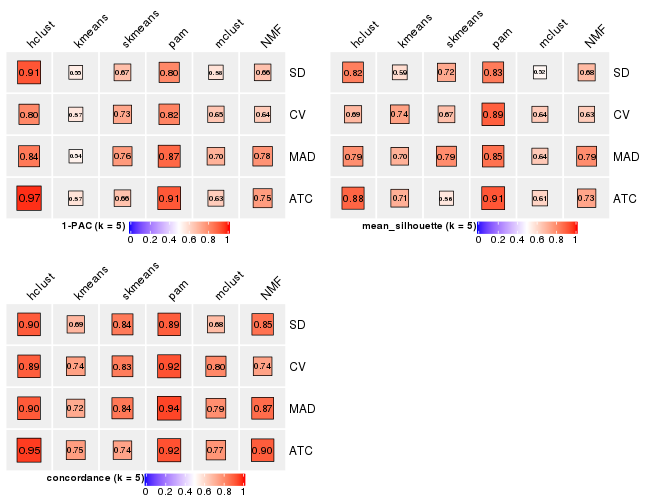 hclust kmeans skmeans pam mclust NMF
0.91 0.55 0.67 0.80 0.58 0.66 SD
0.80 0.57 0.73 0.82 0.65 0.64 CV
0.84 0.54 0.76 0.87 0.70 0.78 MAD
0.97 0.57 0.66 0.91 0.63 0.75 ATC
1-PAC (k = 5)
0 0.2 0.4 0.6 0.8 1
hclust kmeans skmeans pam mclust NMF
0.82 0.59 0.72 0.83 0.52 0.68 SD
0.69 0.74 0.67 0.89 0.64 0.63 CV
0.79 0.70 0.79 0.85 0.64 0.79 MAD
0.88 0.71 0.56 0.91 0.61 0.73 ATC
mean_silhouette (k = 5)
0 0.2 0.4 0.6 0.8 1
hclust kmeans skmeans pam mclust NMF
0.90 0.69 0.84 0.89 0.68 0.85 SD
0.89 0.74 0.83 0.92 0.80 0.74 CV
0.90 0.72 0.84 0.94 0.79 0.87 MAD
0.95 0.75 0.74 0.92 0.77 0.90 ATC
concordance (k = 5)
0 0.2 0.4 0.6 0.8 1